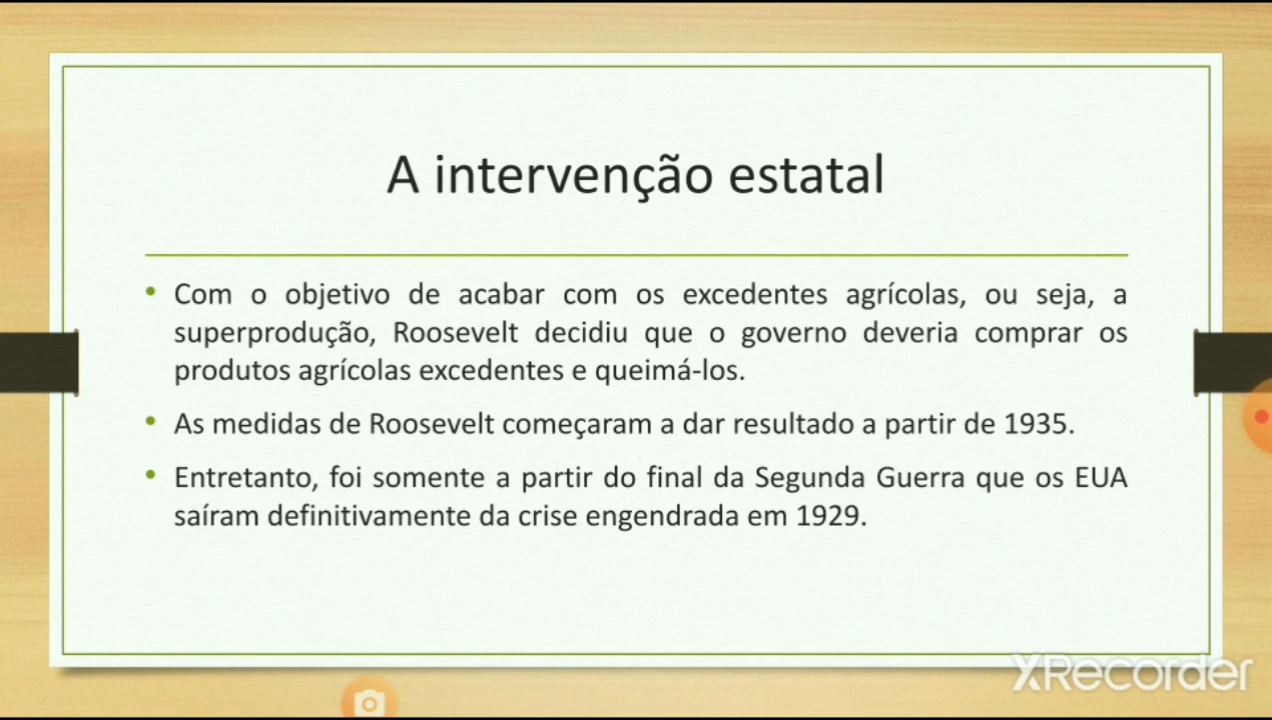 A intervenção estatal
• Com o objetivo de acabar com os excedentes agrícolas, ou seja, a
superprodução, Roosevelt decidiu que o governo deveria comprar os
produtos agrícolas excedentes e queimá-los.
• As medidas de Roosevelt começaram a dar resultado a partir de 1935.
• Entretanto, foi somente a partir do final da Segunda Guerra que os EUA
saíram definitivamente da crise engendrada em 1929.
XRecorder